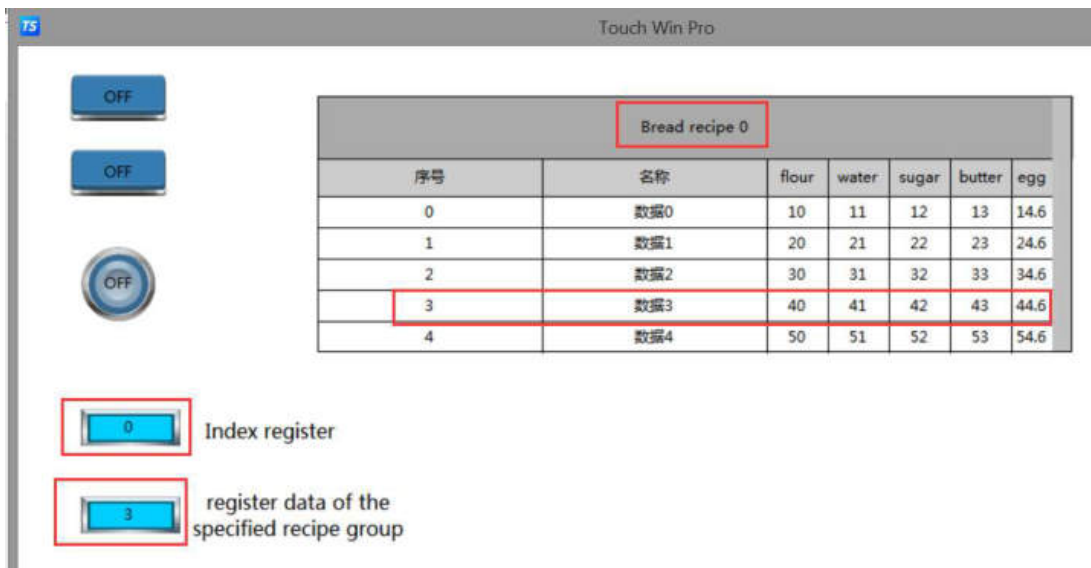 TS Touch Win Pro
OFF
Bread recipe 0
OFF
序号 名称 flour water sugar butter egg
0 数据0 10 11 12 13 14.6
1 数据1 20 21 22 23 24.6
OFF
2 数据2 30 31 32 33 34.6
3 数据3 40 41 42 43 44.6
4 数据4 50 51 52 53 54.6
0 Index register
3 register data of the
specified recipe group